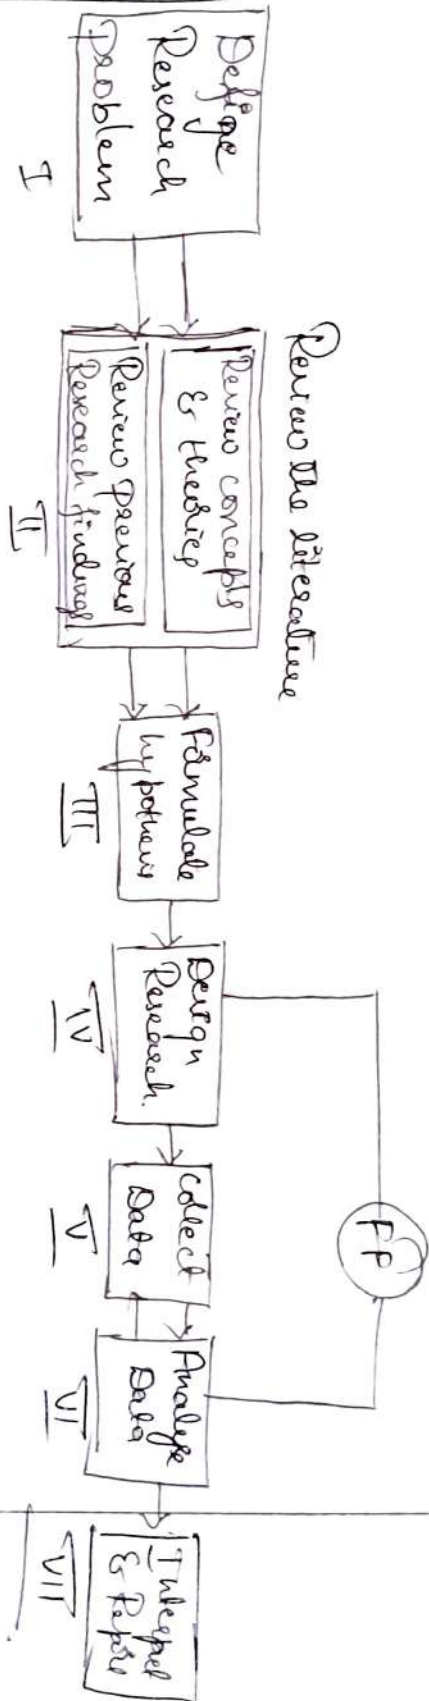 Review the literature
Define
Research
Problem
I
Review concepts
& theories
Review Previous
Research findings
II
Formulate
hypothesis
III
Design
Research.
IV
Collect
Data
V
FP
Analyse
Data
VI
Interpret
&
VII